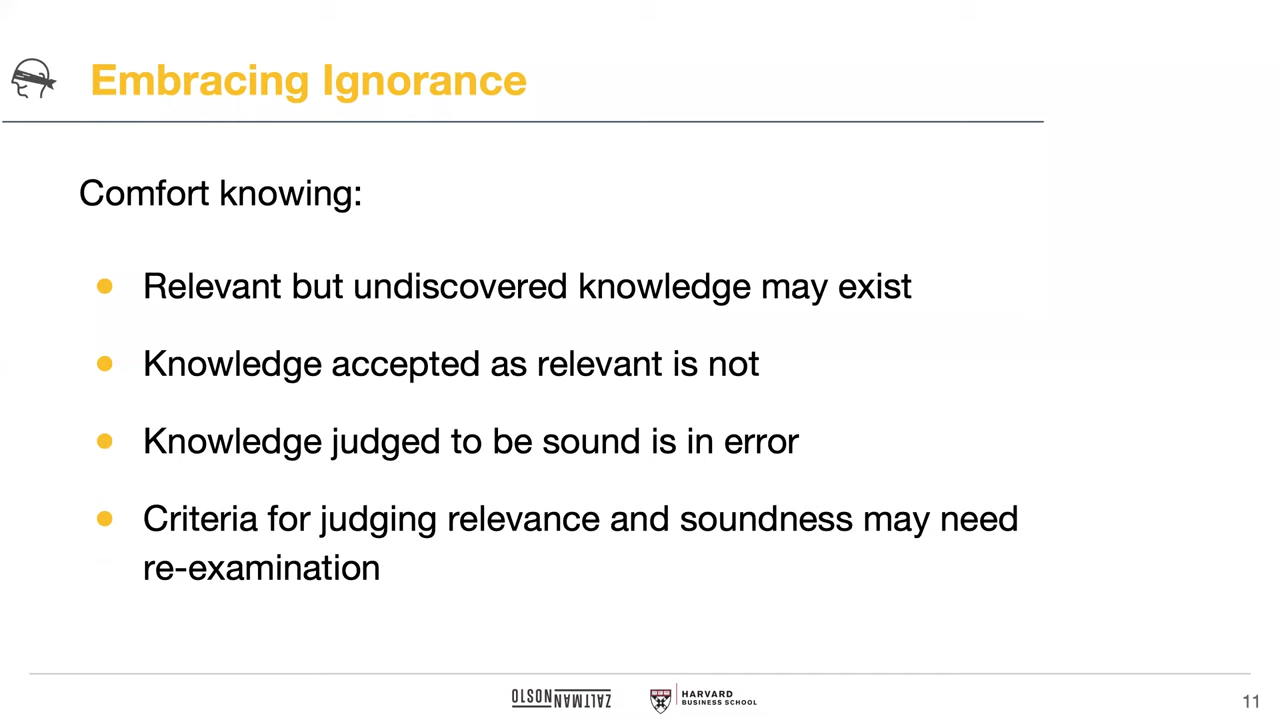 Embracing Ignorance
Comfort knowing:
Relevant but undiscovered knowledge may exist
Knowledge accepted as relevant is not
Knowledge judged to be sound is in error
Criteria for judging relevance and soundness may need
re-examination
OLSON ZALTMAN
HARVARD
BUSINESS SCHOOL
11